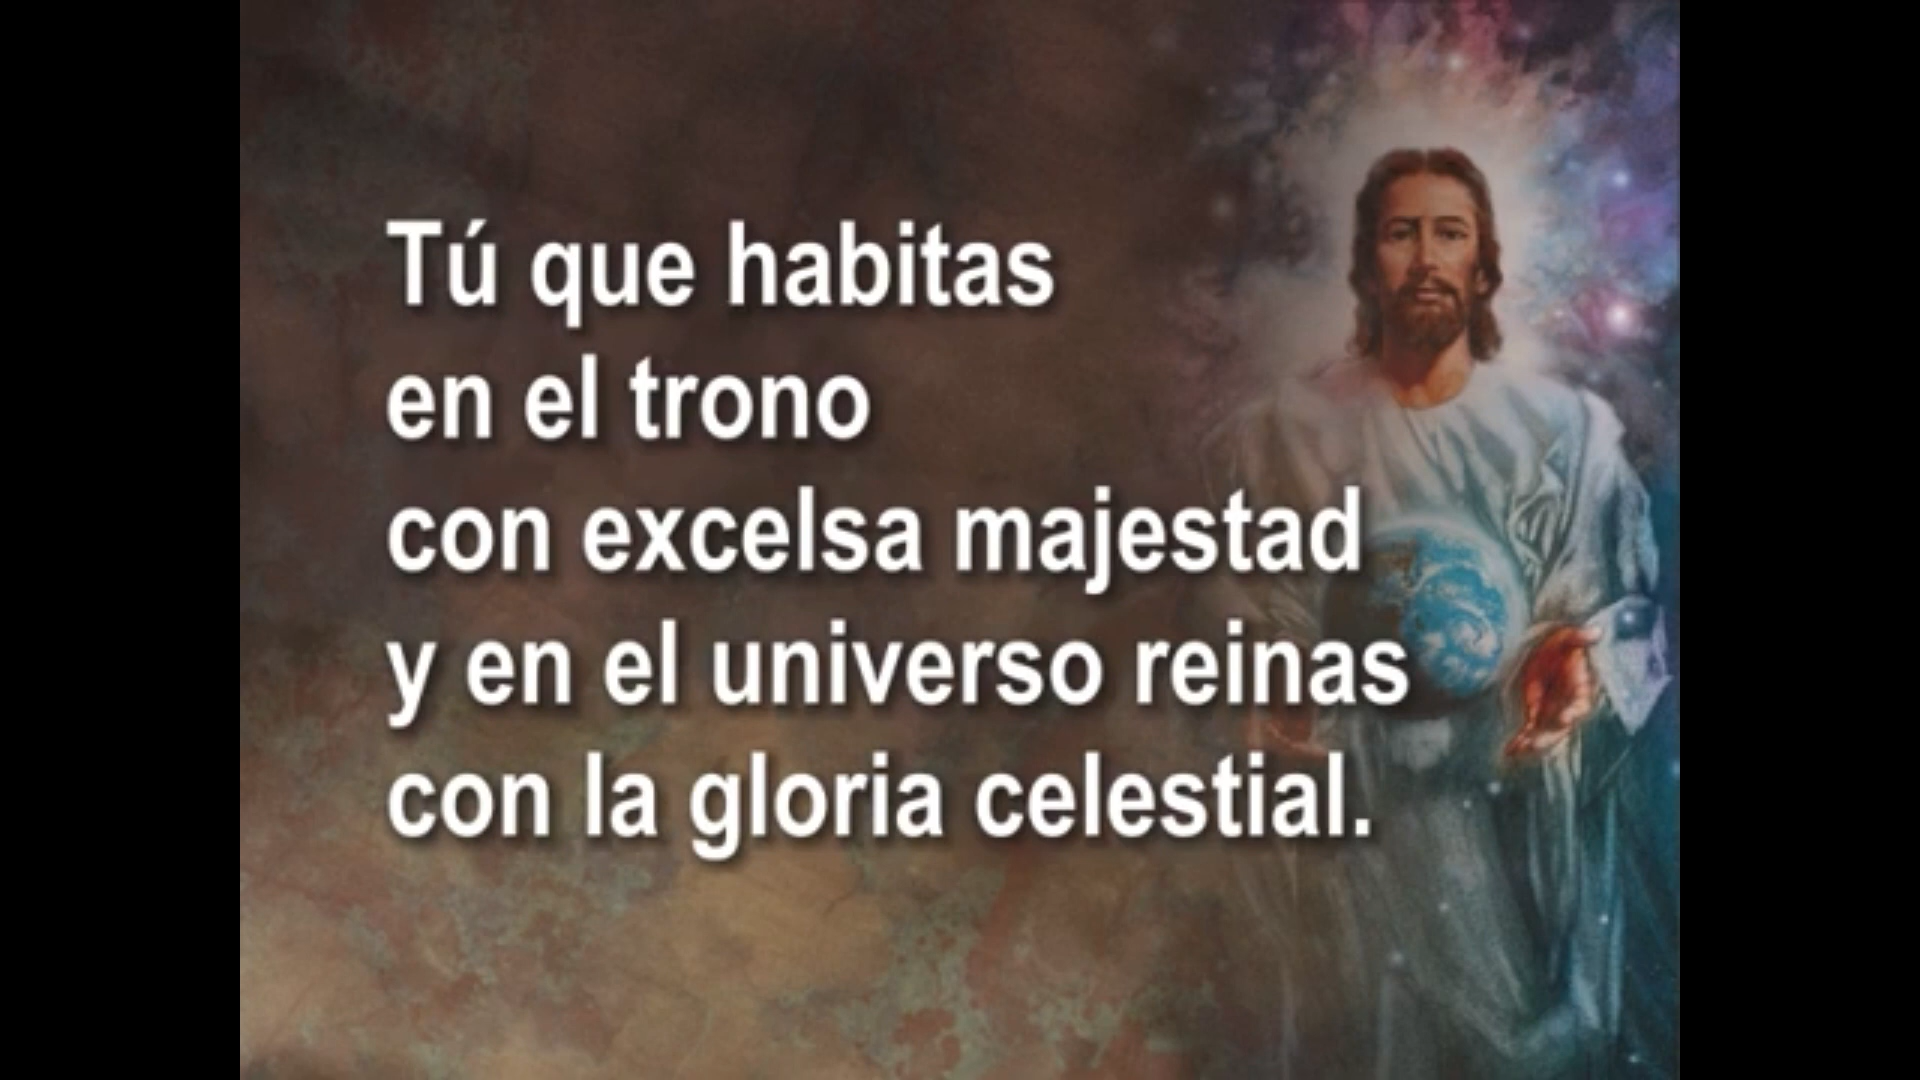 Tú que habitas
en el trono
con excelsa majestad
y en el universo reinas
con la gloria celestial.